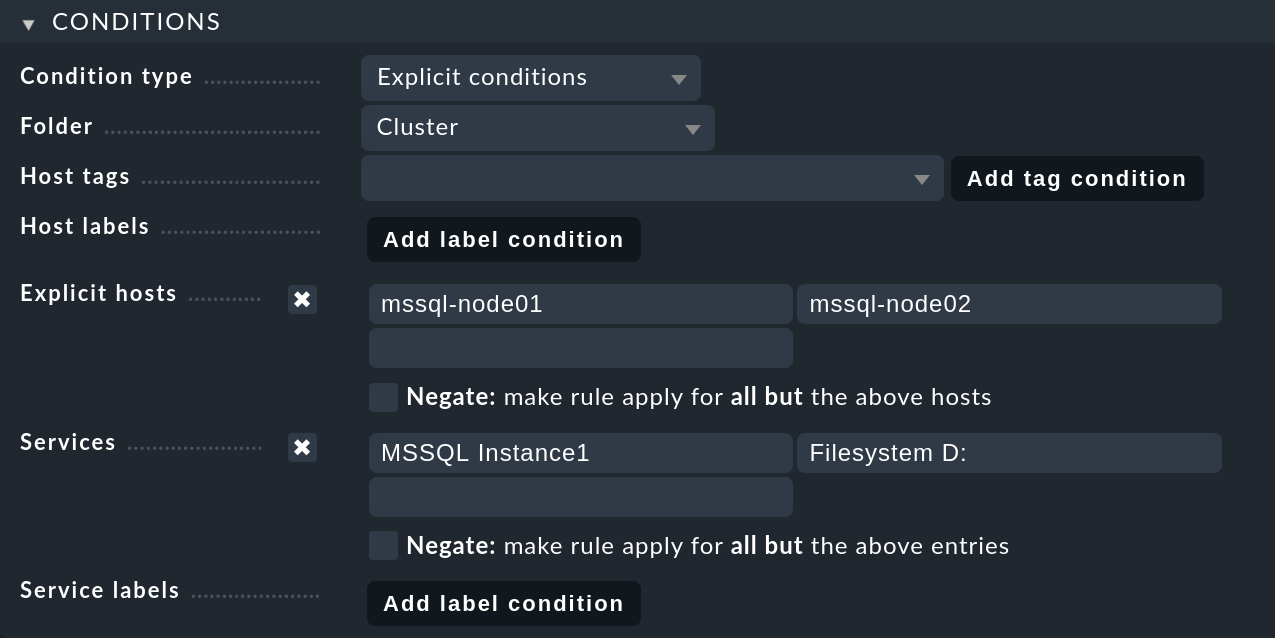 CONDITIONS
Condition type Explicit conditions
Folder Cluster
Host tags Add tag condition
Host labels Add label condition
Explicit hosts mssql-node01 mssql-node02
Negate: make rule apply for all but the above hosts
Services MSSQL Instance1 Filesystem D:
Negate: make rule apply for all but the above entries
Service labels Add label condition